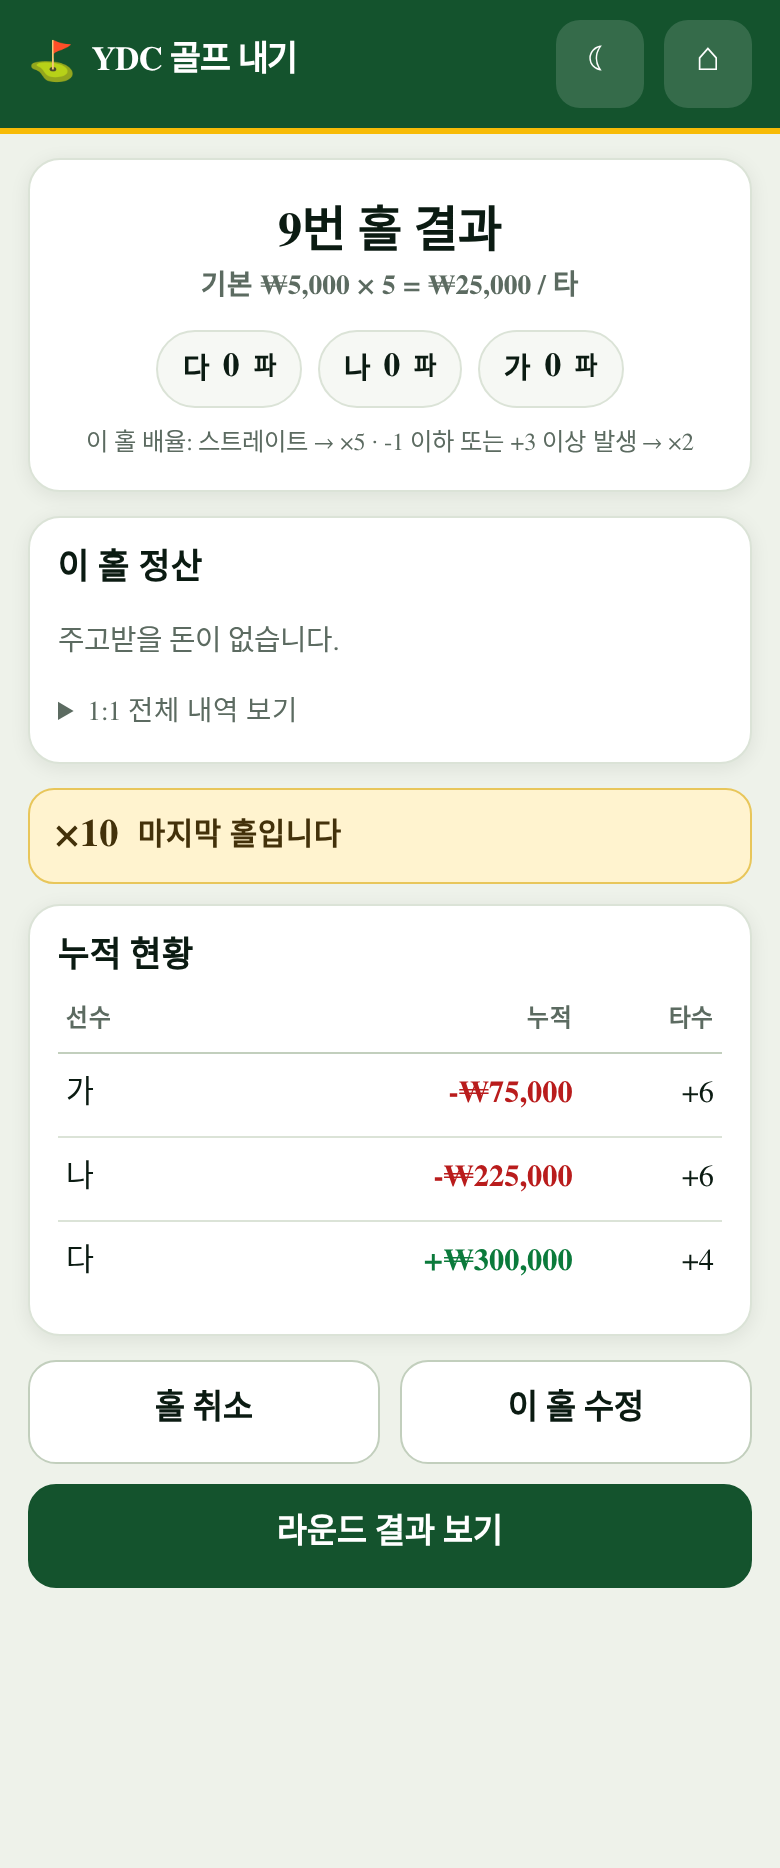 YDC 골프 내기
9번 홀 결과
기본 ₩5,000 × 5 = ₩25,000 / 타
다 0 파 나 0 파 가 0 파
이 홀 배율: 스트레이트 → ×5 · -1 이하 또는 +3 이상 발생 → ×2
이 홀 정산
주고받을 돈이 없습니다.
▶ 1:1 전체 내역 보기
×10 마지막 홀입니다
누적 현황
선수 누적 타수
가 -₩75,000 +6
나 -₩225,000 +6
다 +₩300,000 +4
홀 취소 이 홀 수정
라운드 결과 보기